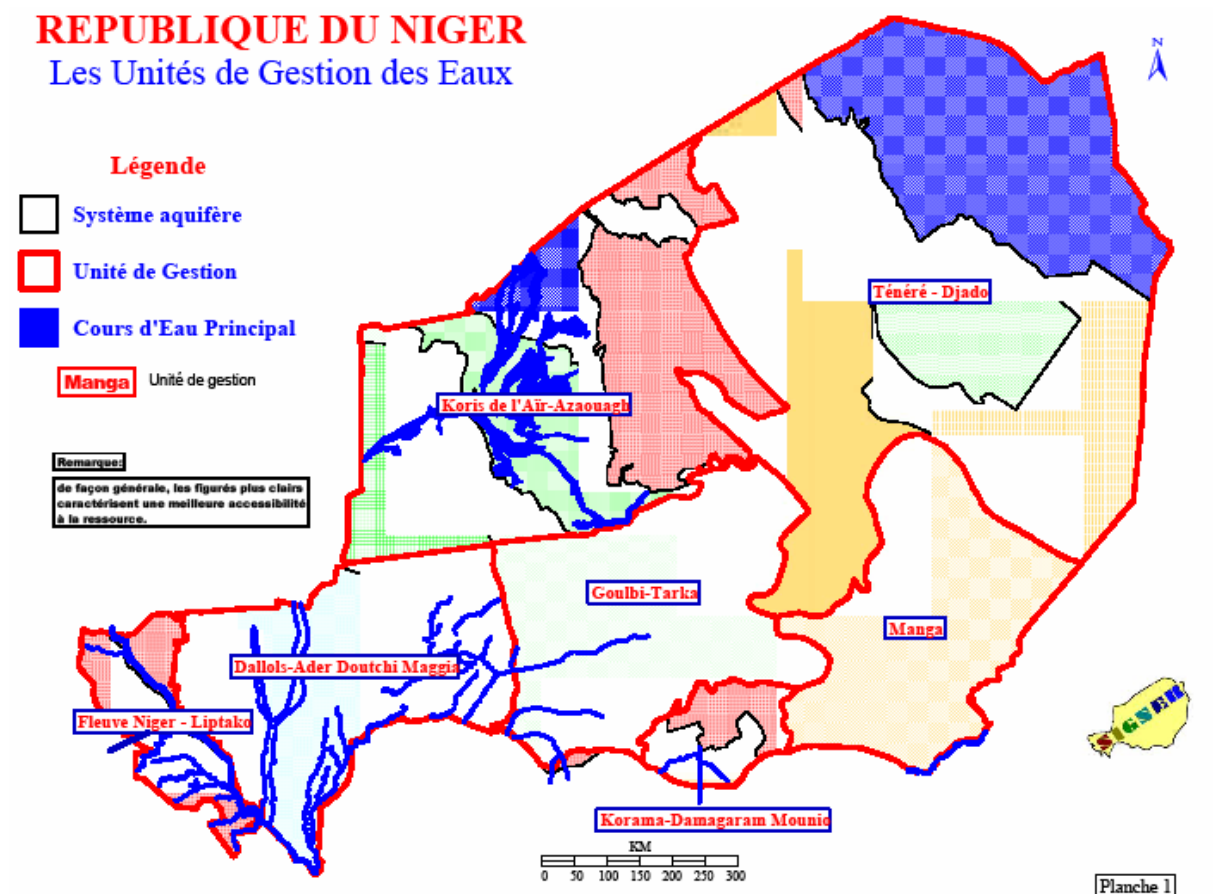 REPUBLIQUE DU NIGER
Les Unités de Gestion des Eaux
N
Légende
Système aquifère
Unité de Gestion
Cours d'Eau Principal
Manga Unité de gestion
Remarque:
de façon générale, les figurés plus clairs
caractérisent une meilleure accessibilité
à la ressource.
Ténéré - Djado
Koris de l'Aïr-Azaouagh
Goulbi-Tarka
Manga
Dallols-Ader Doutchi Maggia
Fleuve Niger - Liptako
SIGSEH
Korama-Damagaram Mounio
KM
0 50 100 150 200 250 300
Planche 1